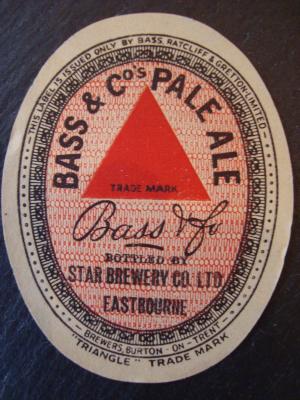 THIS LABEL IS ISSUED ONLY BY BASS, RATCLIFF & GRETTON LIMITED
BASS & Co's PALE ALE
TRADE MARK
Bass & Co
BOTTLED BY
STAR BREWERY CO. LTD
EASTBOURNE
BREWERS, BURTON-ON-TRENT
"TRIANGLE" TRADE MARK